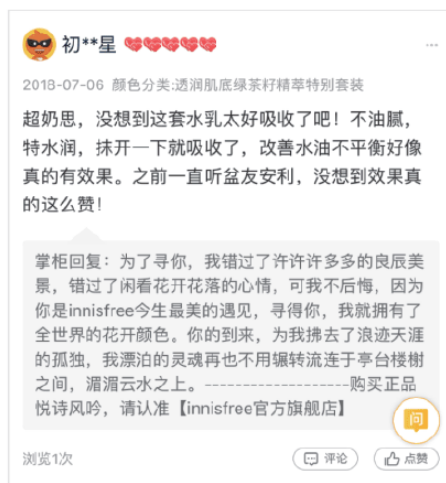 初**星
2018-07-06 颜色分类:透润肌底绿茶籽精萃特别套装
超奶思，没想到这套水乳太好吸收了吧！不油腻，
特水润，抹开一下就吸收了，改善水油不平衡好像
真的有效果。之前一直听盆友安利，没想到效果真
的这么赞！
掌柜回复：为了寻你，我错过了许许多多的良辰美
景，错过了闲看花开花落的心情，可我不后悔，因为
你是innisfree今生最美的遇见，寻得你，我就拥有了
全世界的花开颜色。你的到来，为我拂去了浪迹天涯
的孤独，我漂泊的灵魂再也不用辗转流连于亭台楼榭
之间，湄湄云水之上。-------------------购买正品
悦诗风吟，请认准【innisfree官方旗舰店】
问
浏览1次
评论
点赞